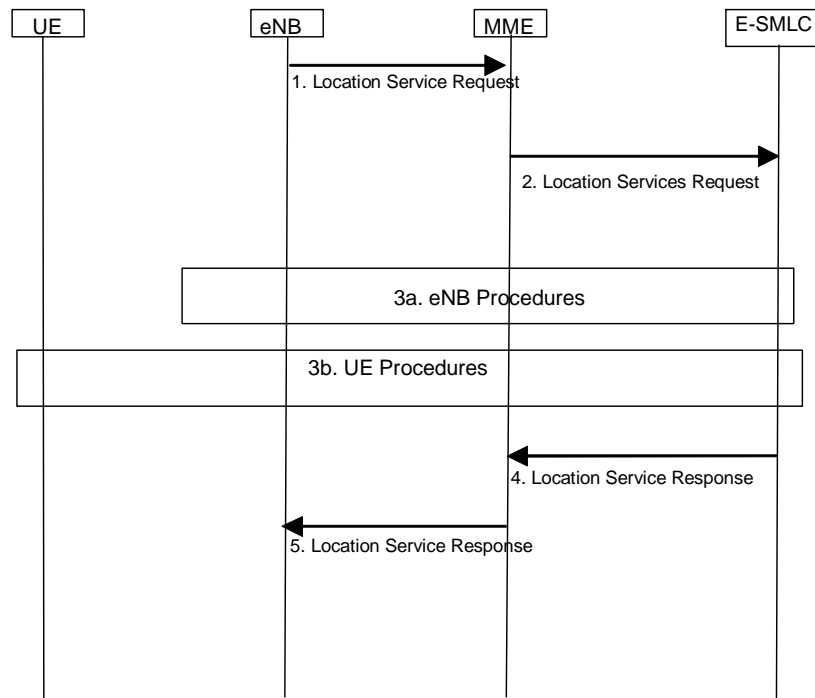 UE
eNB
MME
E-SMLC
1. Location Service Request
2. Location Services Request
3a. eNB Procedures
3b. UE Procedures
4. Location Service Response
5. Location Service Response